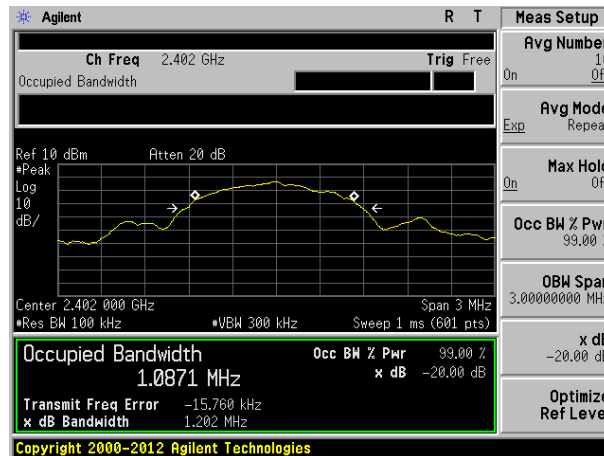 Agilent R T Meas Setup
Ch Freq 2.402 GHz Trig Free
Occupied Bandwidth
Ref 10 dBm Atten 20 dB
#Peak
Log
10
dB/
Center 2.402 000 GHz Span 3 MHz
#Res BW 100 kHz #VBW 300 kHz Sweep 1 ms (601 pts)
Occupied Bandwidth Occ BW % Pwr 99.00 %
1.0871 MHz x dB -20.00 dB
Transmit Freq Error -15.760 kHz
x dB Bandwidth 1.202 MHz
Copyright 2000-2012 Agilent Technologies
Avg Number
On
Avg Mode
Exp Repeat
Max Hold
On
Occ BW % Pwr
99.00
OBW Span
3.00000000 MHz
x dB
-20.00 dB
Optimize
Ref Level